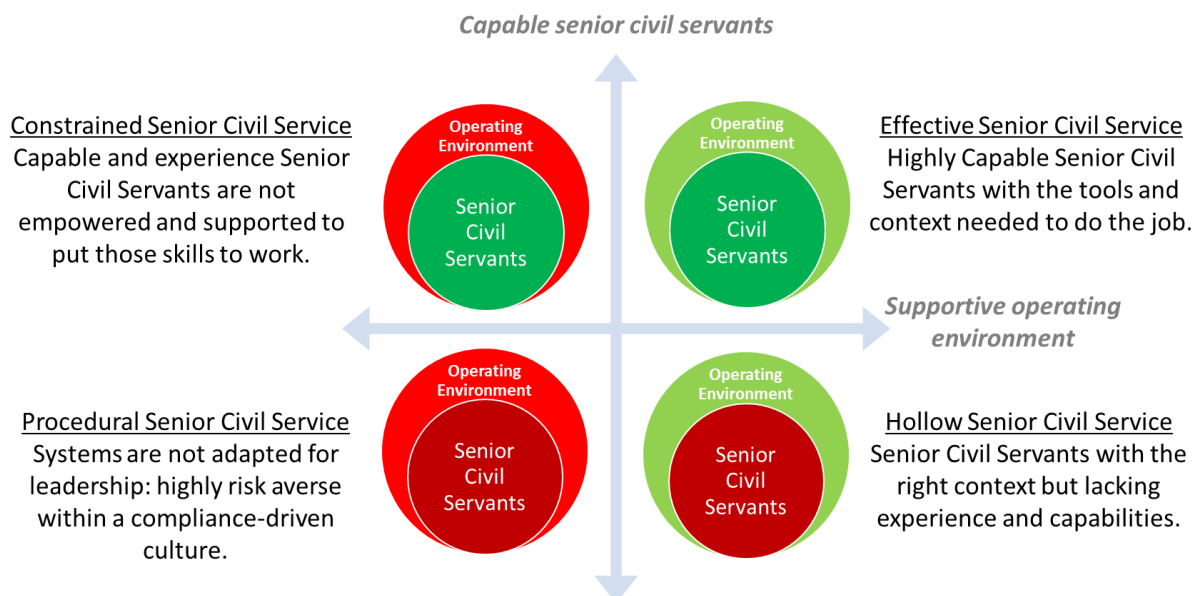 Capable senior civil servants
Constrained Senior Civil Service
Capable and experience Senior
Civil Servants are not
empowered and supported to
put those skills to work.
Operating
Environment
Senior
Civil
Servants
Operating
Environment
Senior
Civil
Servants
Effective Senior Civil Service
Highly Capable Senior Civil
Servants with the tools and
context needed to do the job.
Supportive operating
environment
Procedural Senior Civil Service
Systems are not adapted for
leadership: highly risk averse
within a compliance-driven
culture.
Operating
Environment
Senior
Civil
Servants
Operating
Environment
Senior
Civil
Servants
Hollow Senior Civil Service
Senior Civil Servants with the
right context but lacking
experience and capabilities.